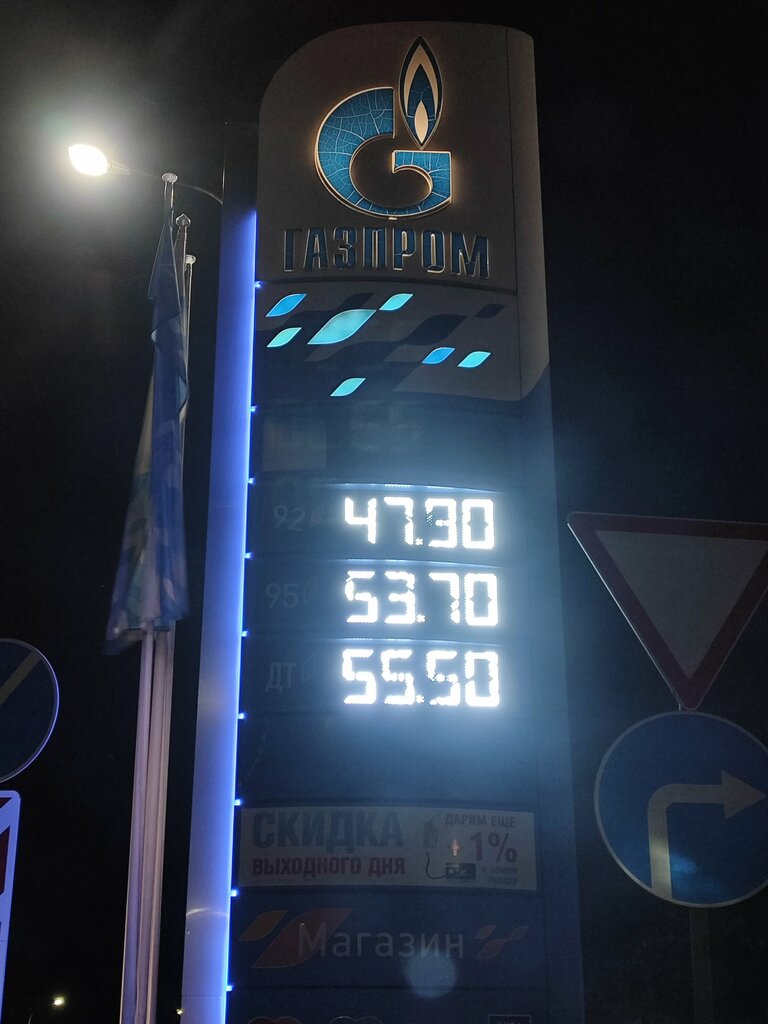 ГАЗПРОМ
92 47.30
95 53.70
ДТ 55.50
СКИДКА
ВЫХОДНОГО ДНЯ
ДАРИМ ЕЩЕ
+1%
Магазин